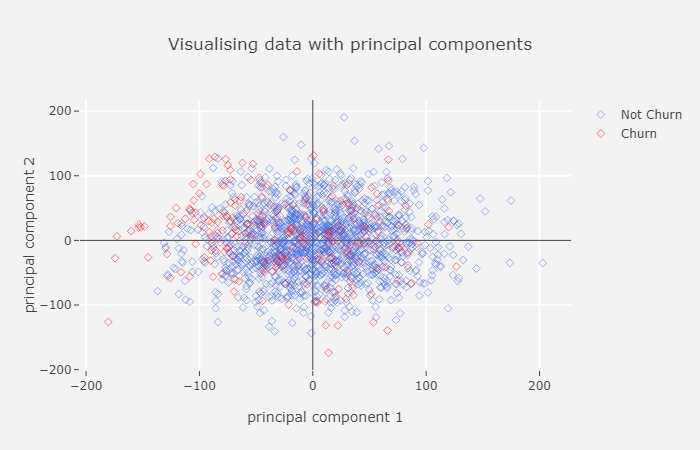 Visualising data with principal components
Not Churn
Churn
principal component 2
200
100
0
−100
−200
−200
−100
0
100
200
principal component 1